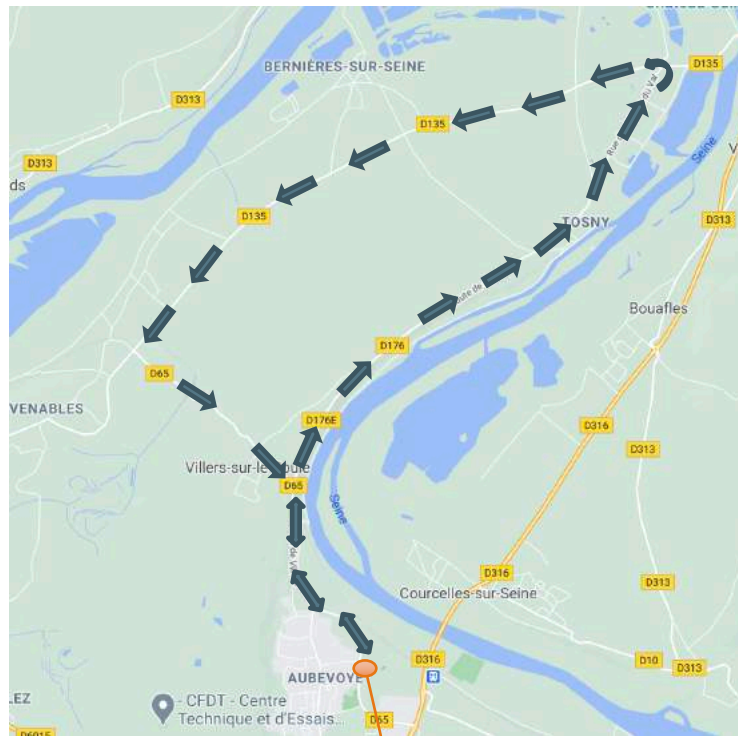 BERNIÈRES-SUR-SEINE
D135
D313
D135
Rue du Val
D313
Seine
ds
D135
TOSNY
D313
Bouafles
D176
D65
VENABLES
D176E
D316
D313
Villers-sur-le-Roule
D65
Seine
D316
D313
Courcelles-sur-Seine
D316
D10
D313
AUBEVOYE
LEZ
- CFDT - Centre
Technique et d'Essais...
D65